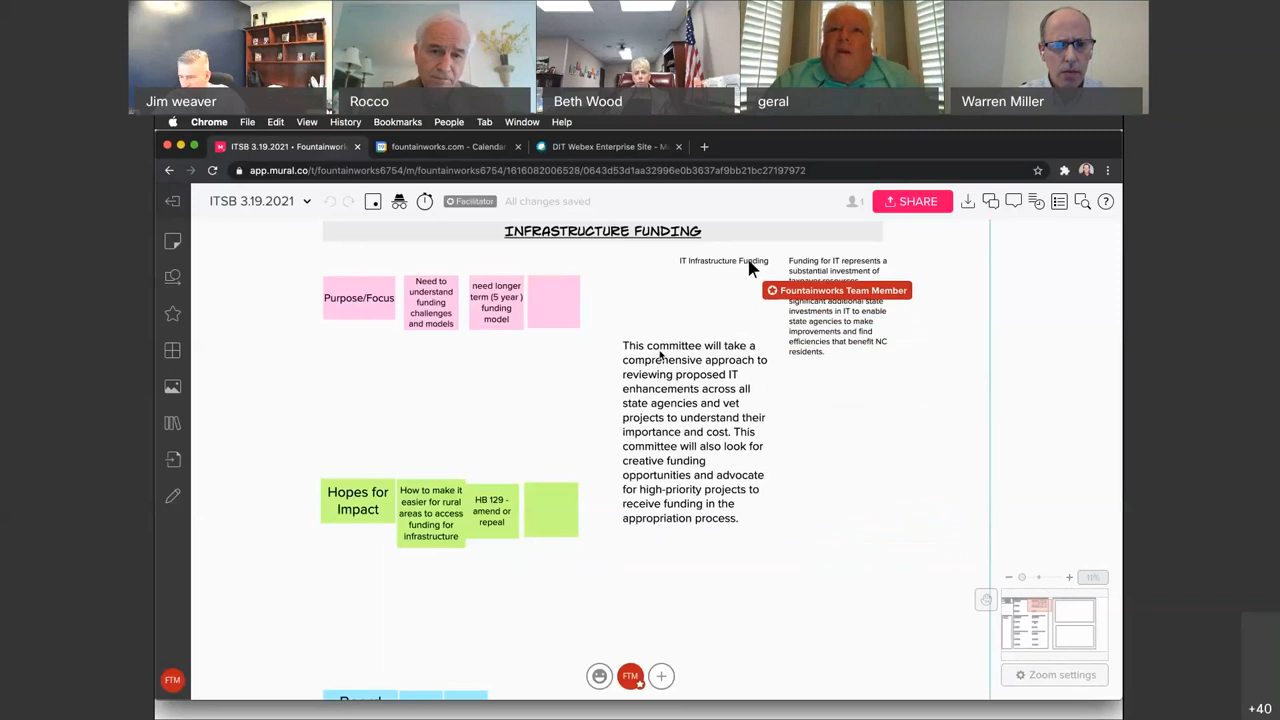 Jim weaver
Rocco
Beth Wood
geral
Warren Miller
Chrome File Edit View History Bookmarks People Tab Window Help
ITSB 3.19.2021 • Fountainwork
fountainworks.com - Calendar
DIT Webex Enterprise Site - M
app.mural.co/t/fountainworks6754/m/fountainworks6754/1616082006528/0643d53d1aa32996e0b3637af9bb21bc27197972
ITSB 3.19.2021
Facilitator
All changes saved
1
SHARE
INFRASTRUCTURE FUNDING
Purpose/Focus
Need to
understand
funding
challenges
and models
need longer
term (5 year )
funding
model
IT Infrastructure Funding
Funding for IT represents a
substantial investment of
Fountainworks Team Member
significant additional state
investments in IT to enable
state agencies to make
improvements and find
efficiencies that benefit NC
residents.
This committee will take a
comprehensive approach to
reviewing proposed IT
enhancements across all
state agencies and vet
projects to understand their
importance and cost. This
committee will also look for
creative funding
opportunities and advocate
for high-priority projects to
receive funding in the
appropriation process.
Hopes for
Impact
How to make it
easier for rural
areas to access
funding for
infrastructure
HB 129 -
amend or
repeal
11%
Zoom settings
FTM
FTM
+40